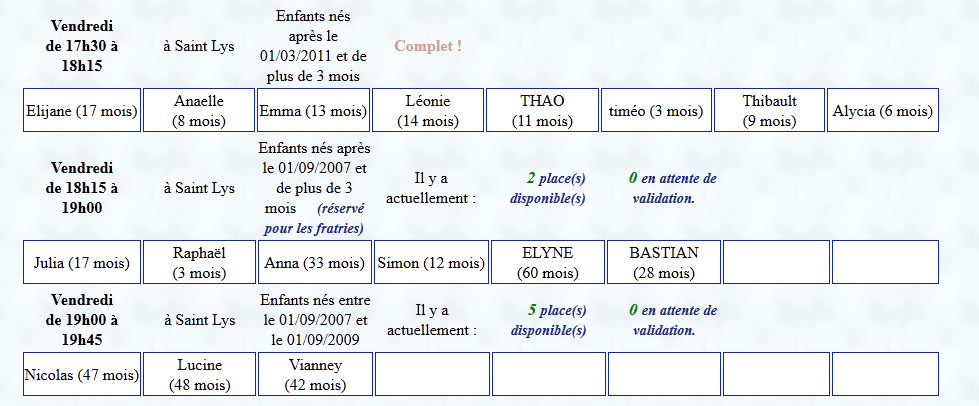 Vendredi
de 17h30 à
18h15
à Saint Lys
Enfants nés
après le
01/03/2011 et de
plus de 3 mois
Complet !
Elijane (17 mois)
Anaelle
(8 mois)
Emma (13 mois)
Léonie
(14 mois)
THAO
(11 mois)
timéo (3 mois)
Thibault
(9 mois)
Alycia (6 mois)
Vendredi
de 18h15 à
19h00
à Saint Lys
Enfants nés après
le 01/09/2007 et
de plus de 3
mois (réservé
pour les fratries)
Il y a
actuellement :
2 place(s)
disponible(s)
0 en attente de
validation.
Julia (17 mois)
Raphaël
(3 mois)
Anna (33 mois)
Simon (12 mois)
ELYNE
(60 mois)
BASTIAN
(28 mois)
Vendredi
de 19h00 à
19h45
à Saint Lys
Enfants nés entre
le 01/09/2007 et
le 01/09/2009
Il y a
actuellement :
5 place(s)
disponible(s)
0 en attente de
validation.
Nicolas (47 mois)
Lucine
(48 mois)
Vianney
(42 mois)